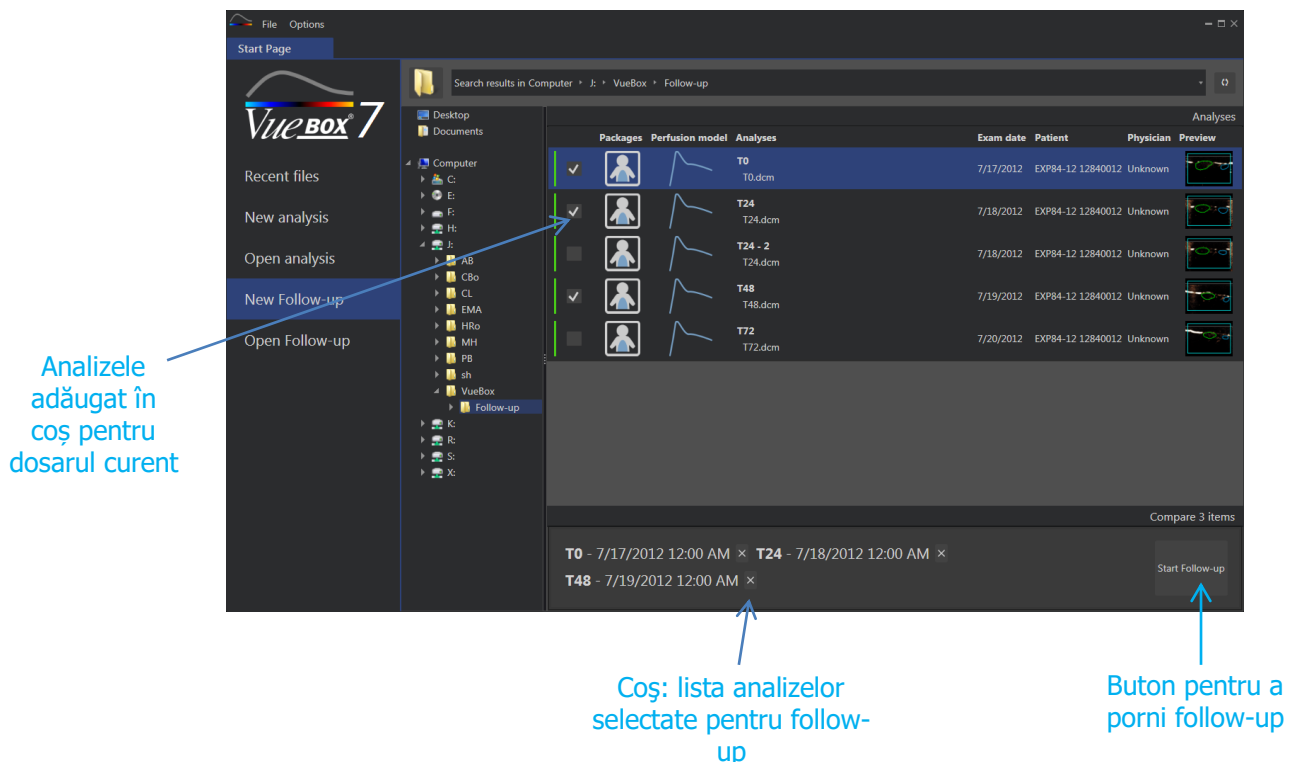 File Options
Start Page
VueBOX® 7
Recent files
New analysis
Open analysis
New Follow-up
Open Follow-up
Search results in Computer J: VueBox Follow-up
Desktop
Documents
Computer
C:
E:
F:
H:
J:
AB
CBo
CL
EMA
HRo
MH
PB
sh
VueBox
Follow-up
K:
R:
S:
X:
Analyses
Packages Perfusion model Analyses Exam date Patient Physician Preview
T0
T0.dcm
7/17/2012 EXP84-12 12840012 Unknown
T24
T24.dcm
7/18/2012 EXP84-12 12840012 Unknown
T24 - 2
T24.dcm
7/18/2012 EXP84-12 12840012 Unknown
T48
T48.dcm
7/19/2012 EXP84-12 12840012 Unknown
T72
T72.dcm
7/20/2012 EXP84-12 12840012 Unknown
Compare 3 items
T0 - 7/17/2012 12:00 AM × T24 - 7/18/2012 12:00 AM ×
T48 - 7/19/2012 12:00 AM ×
Start Follow-up
Analizele
adăugat în
coș pentru
dosarul curent
Coş: lista analizelor
selectate pentru follow-
up
Buton pentru a
porni follow-up